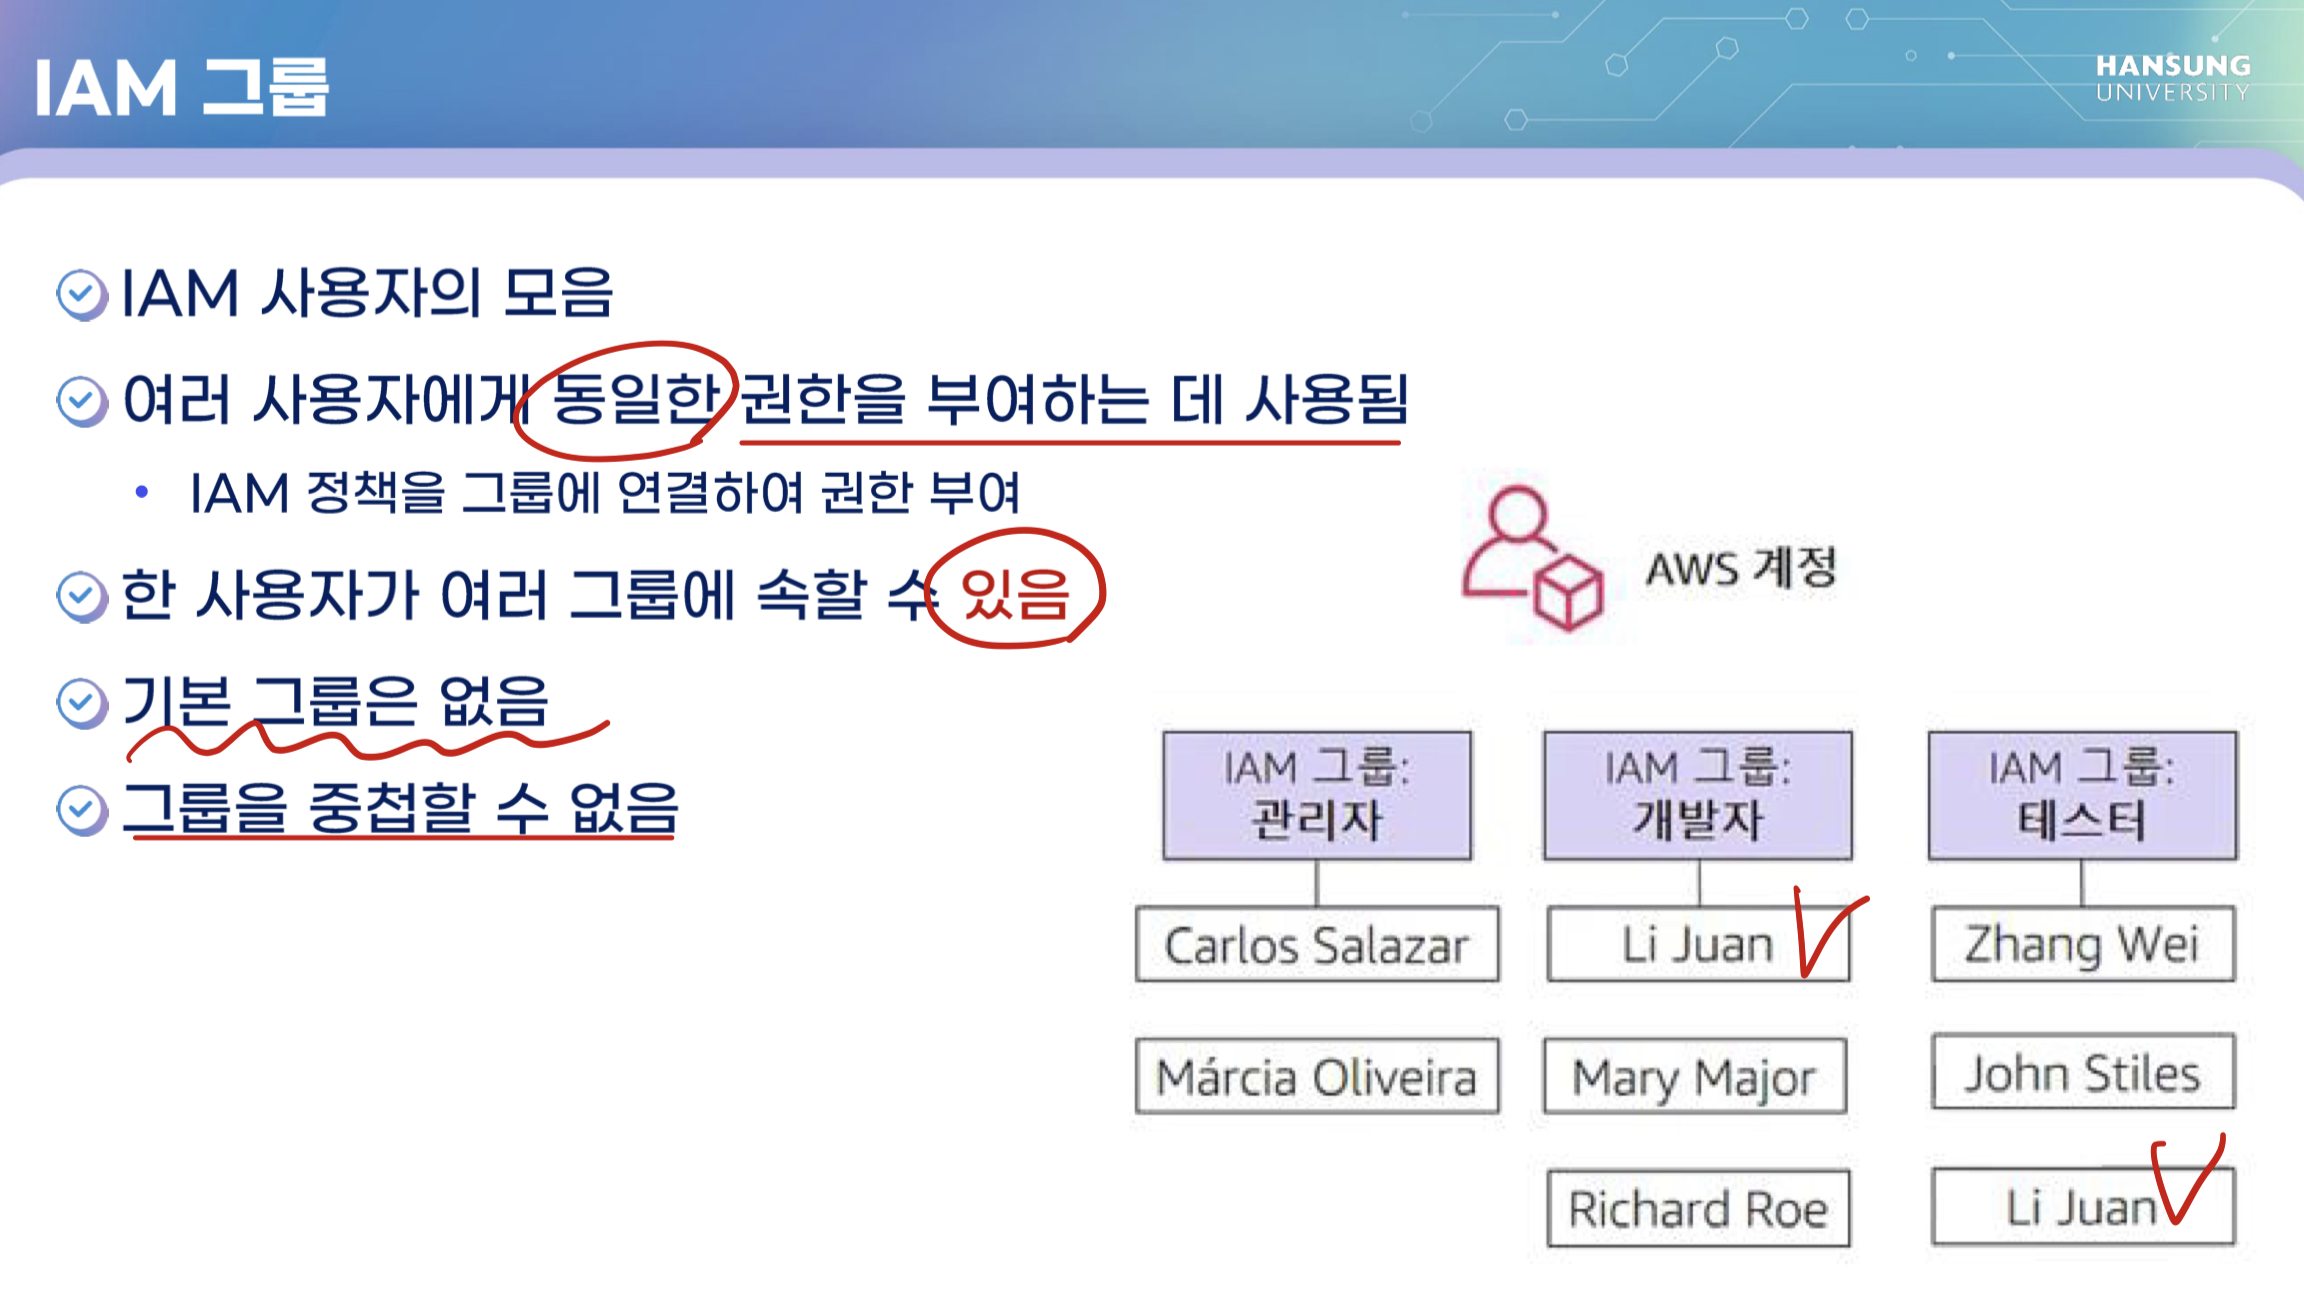 IAM 그룹
HANSUNG
UNIVERSITY
IAM 사용자의 모음
여러 사용자에게 동일한 권한을 부여하는 데 사용됨
• IAM 정책을 그룹에 연결하여 권한 부여
한 사용자가 여러 그룹에 속할 수 있음
기본 그룹은 없음
그룹을 중첩할 수 없음
AWS 계정
IAM 그룹:
관리자
Carlos Salazar
Márcia Oliveira
IAM 그룹:
개발자
Li Juan
Mary Major
Richard Roe
IAM 그룹:
테스터
Zhang Wei
John Stiles
Li Juan